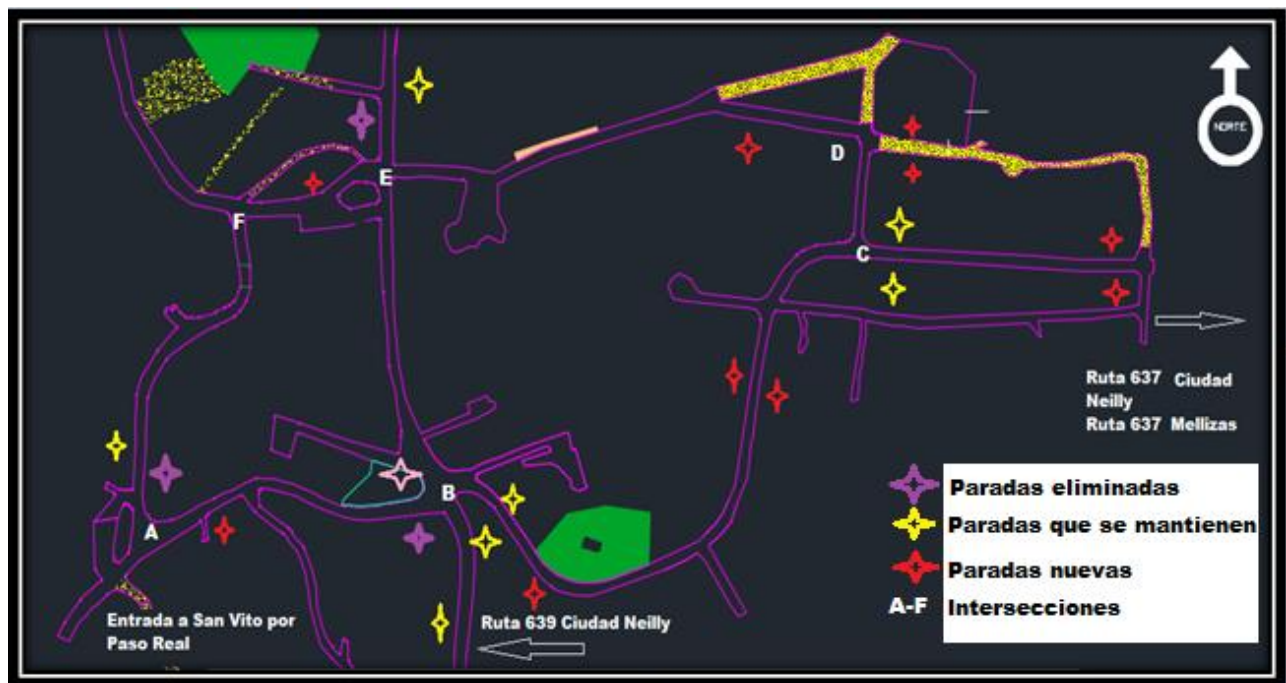 NORTE
E
D
F
C
Ruta 637 Ciudad
Neilly
Ruta 637 Mellizas
B
A
Paradas eliminadas
Paradas que se mantienen
Paradas nuevas
A-F Intersecciones
Entrada a San Vito por
Paso Real
Ruta 639 Ciudad Neilly